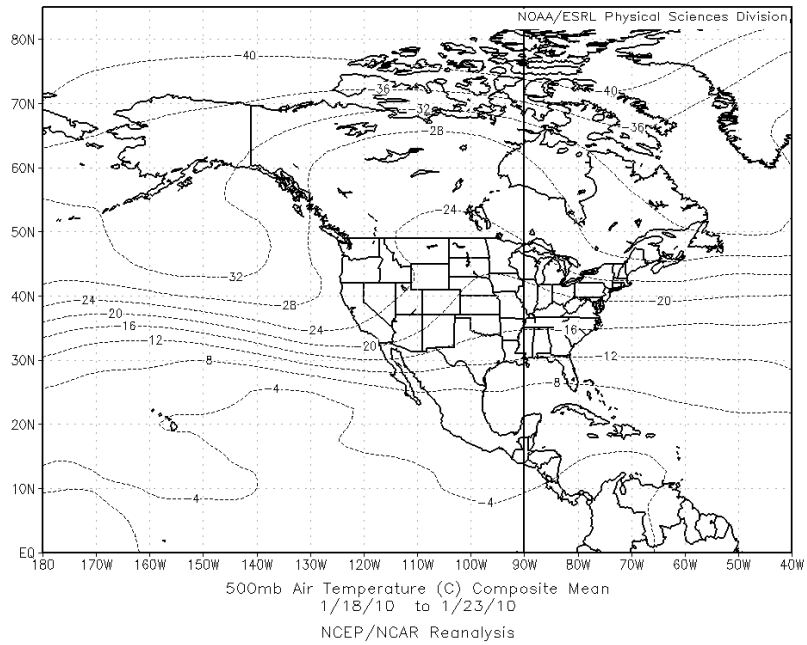 NOAA/ESRL Physical Sciences Division
80N
-40
70N
-36
-40
-32
-36
-28
60N
-24
50N
-32
40N
-28
-24
-20
-20
-24
-16
-16
30N
-12
-20
-12
-8
-8
-4
20N
10N
-4
-4
EQ
180 170W 160W 150W 140W 130W 120W 110W 100W 90W 80W 70W 60W 50W 40W
500mb Air Temperature (C) Composite Mean
1/18/10 to 1/23/10
NCEP/NCAR Reanalysis